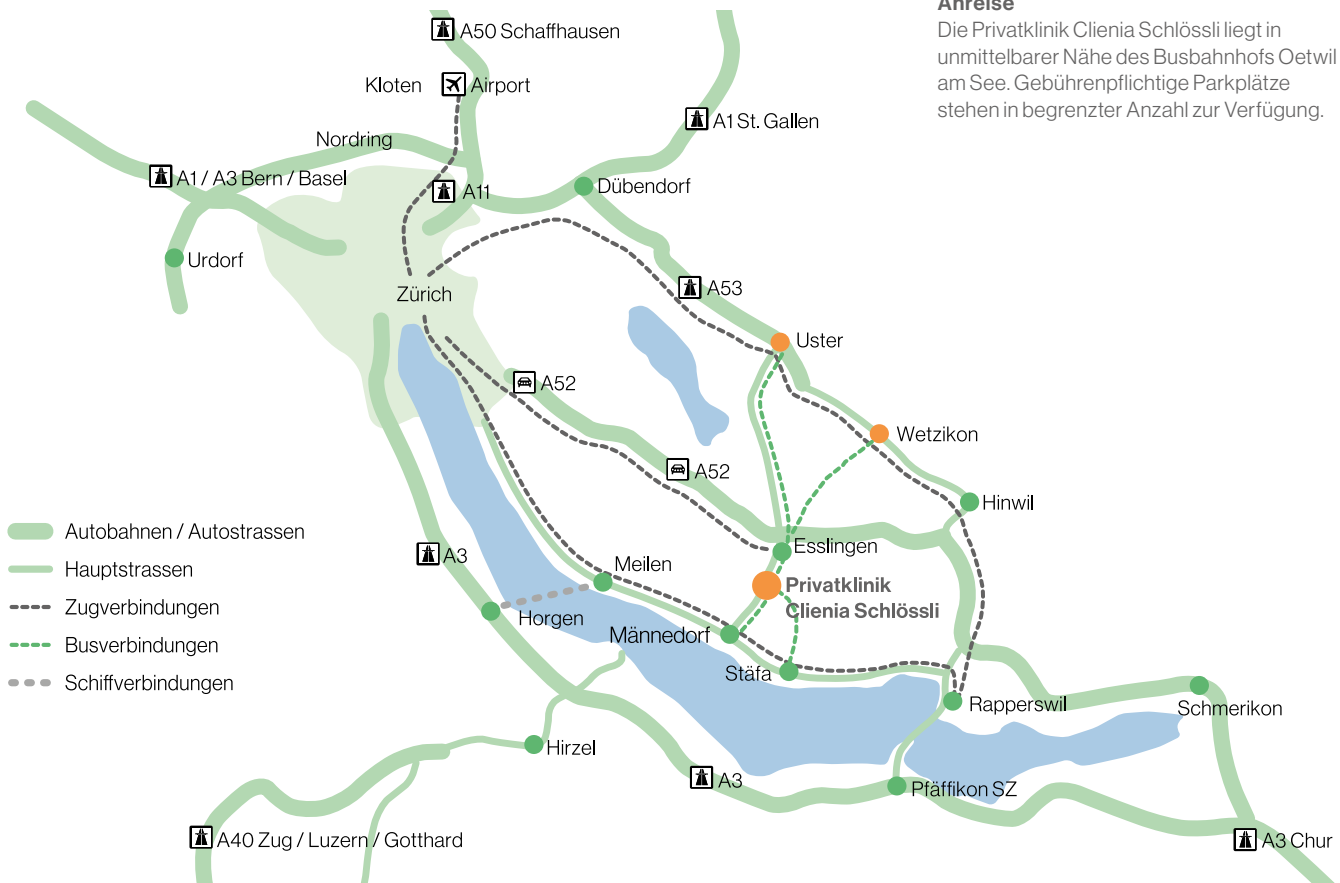 Anreise
Die Privatklinik Clienia Schlössli liegt in
unmittelbarer Nähe des Busbahnhofs Oetwil
am See. Gebührenpflichtige Parkplätze
stehen in begrenzter Anzahl zur Verfügung.
A50 Schaffhausen
Kloten
Airport
A1 St. Gallen
Nordring
A1 / A3 Bern / Basel
A11
Dübendorf
Urdorf
Zürich
A53
Uster
A52
Wetzikon
A52
Hinwil
Autobahnen / Autostrassen
Hauptstrassen
Zugverbindungen
Busverbindungen
Schiffverbindungen
Esslingen
A3
Meilen
Privatklinik
Clienia Schlössli
Horgen
Männedorf
Stäfa
Rapperswil
Schmerikon
Hirzel
A3
Pfäffikon SZ
A40 Zug / Luzern / Gotthard
A3 Chur